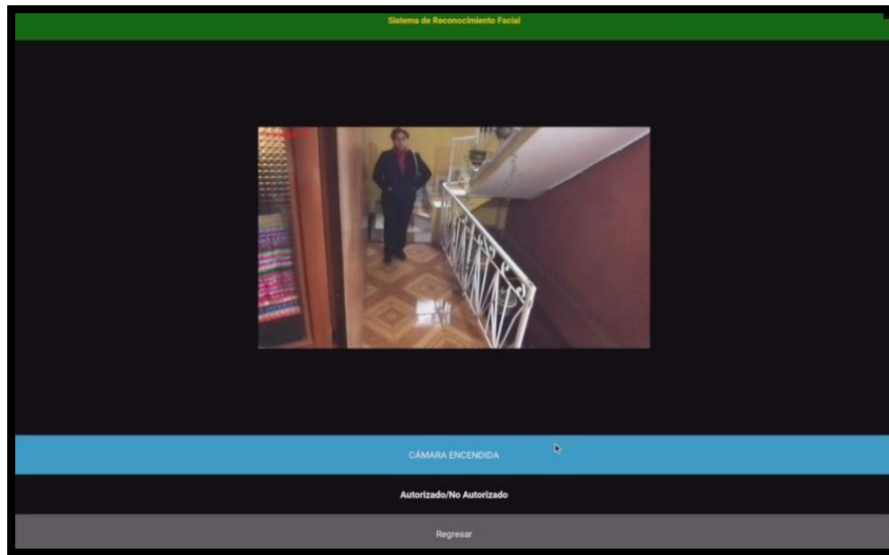 Sistema de Reconocimiento Facial
CÁMARA ENCENDIDA
Autorizado/No Autorizado
Regresar